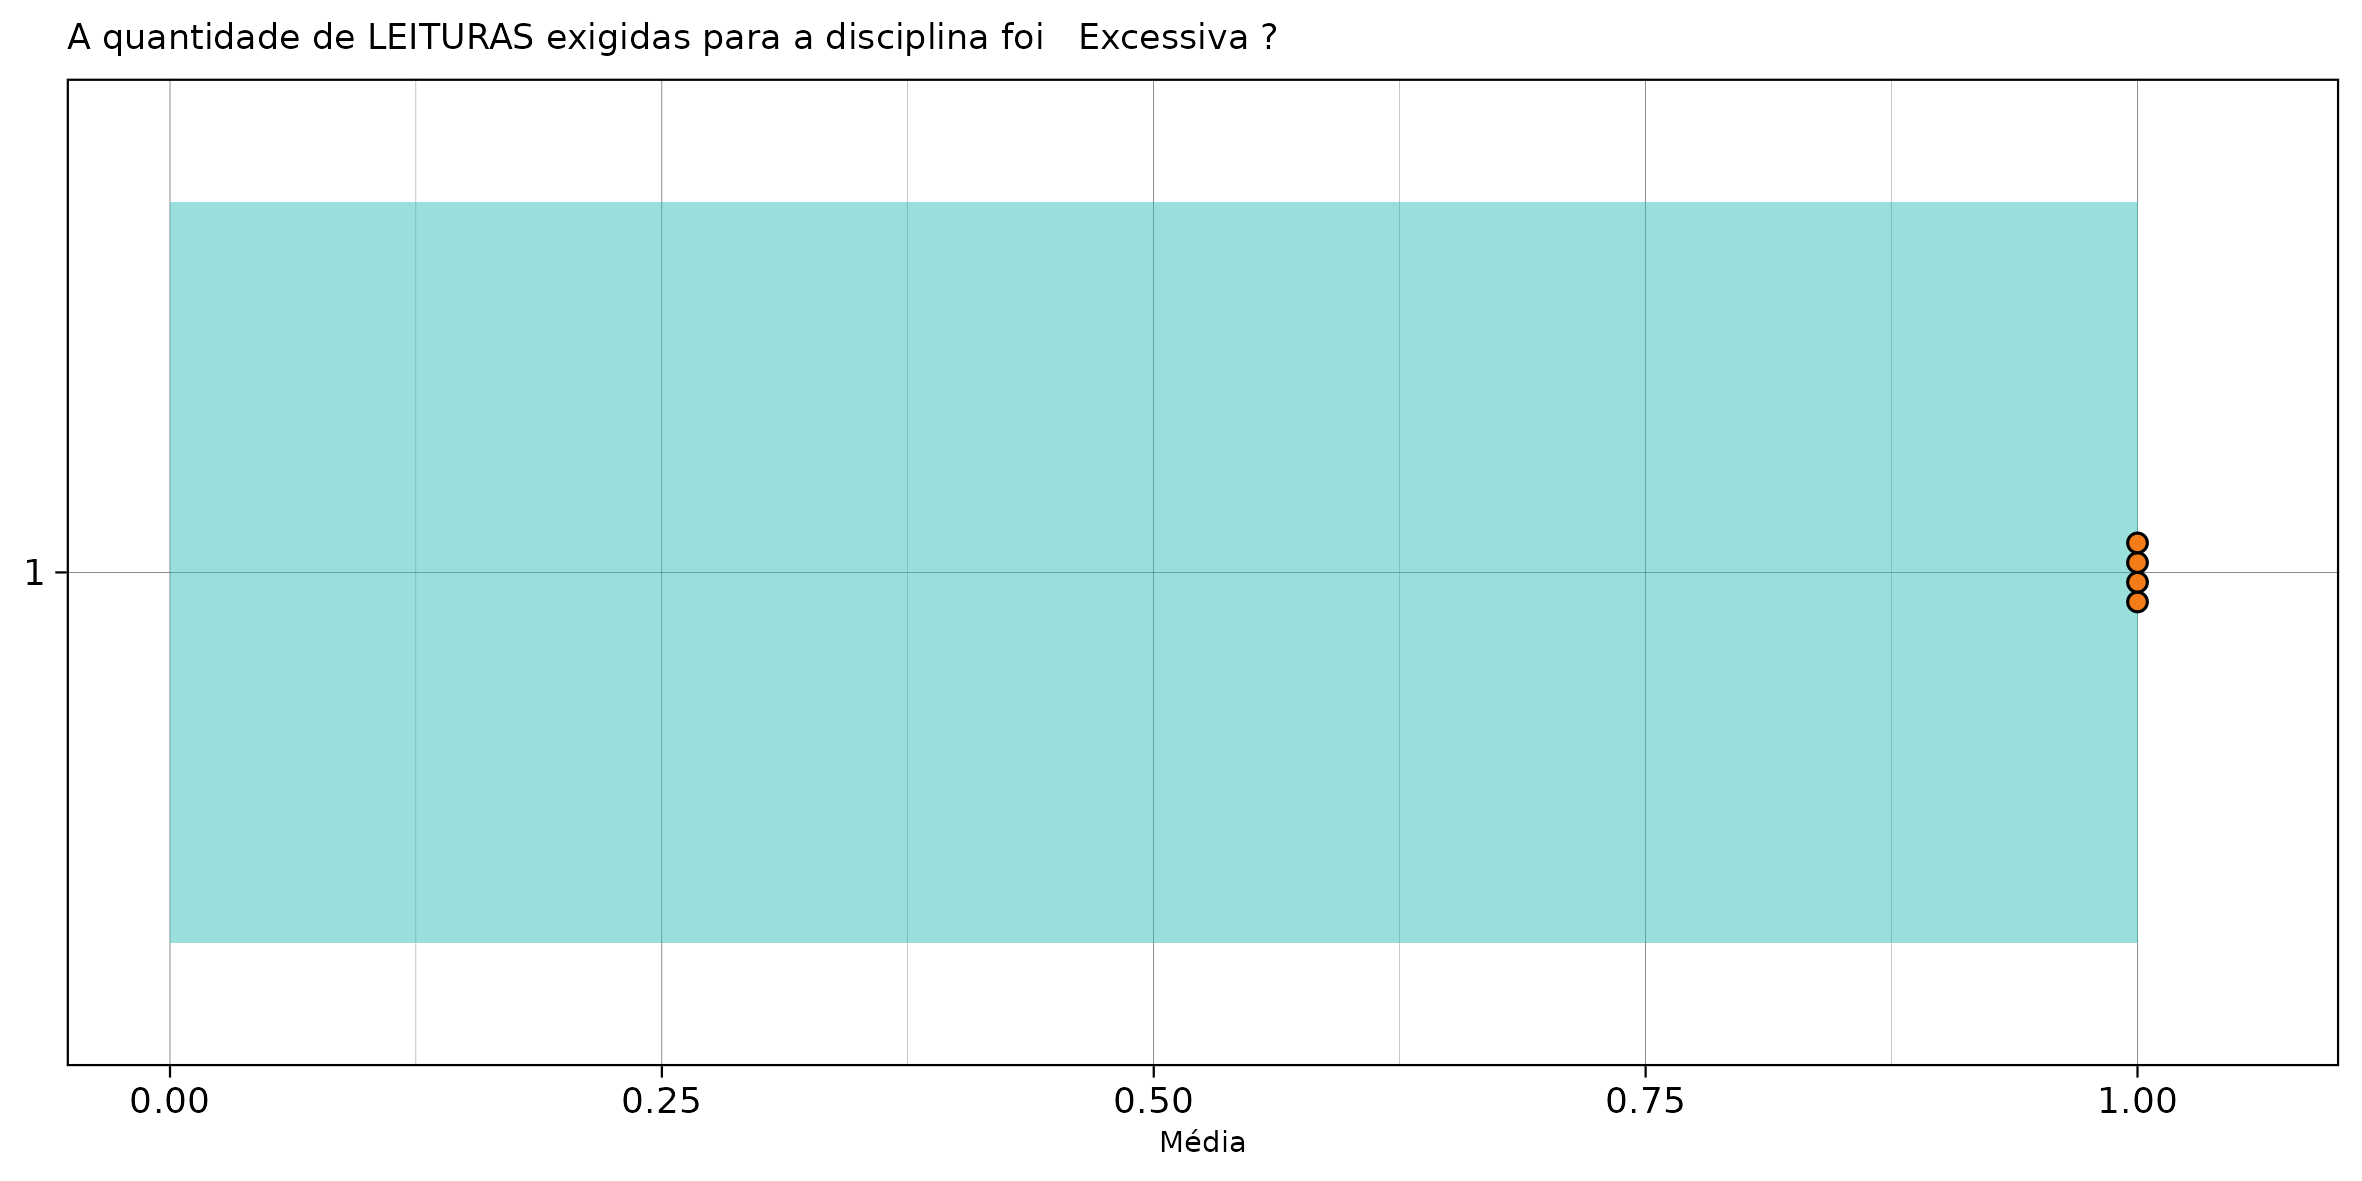 A quantidade de LEITURAS exigidas para a disciplina foi   Excessiva ?
1
0.00 0.25 0.50 0.75 1.00
Média